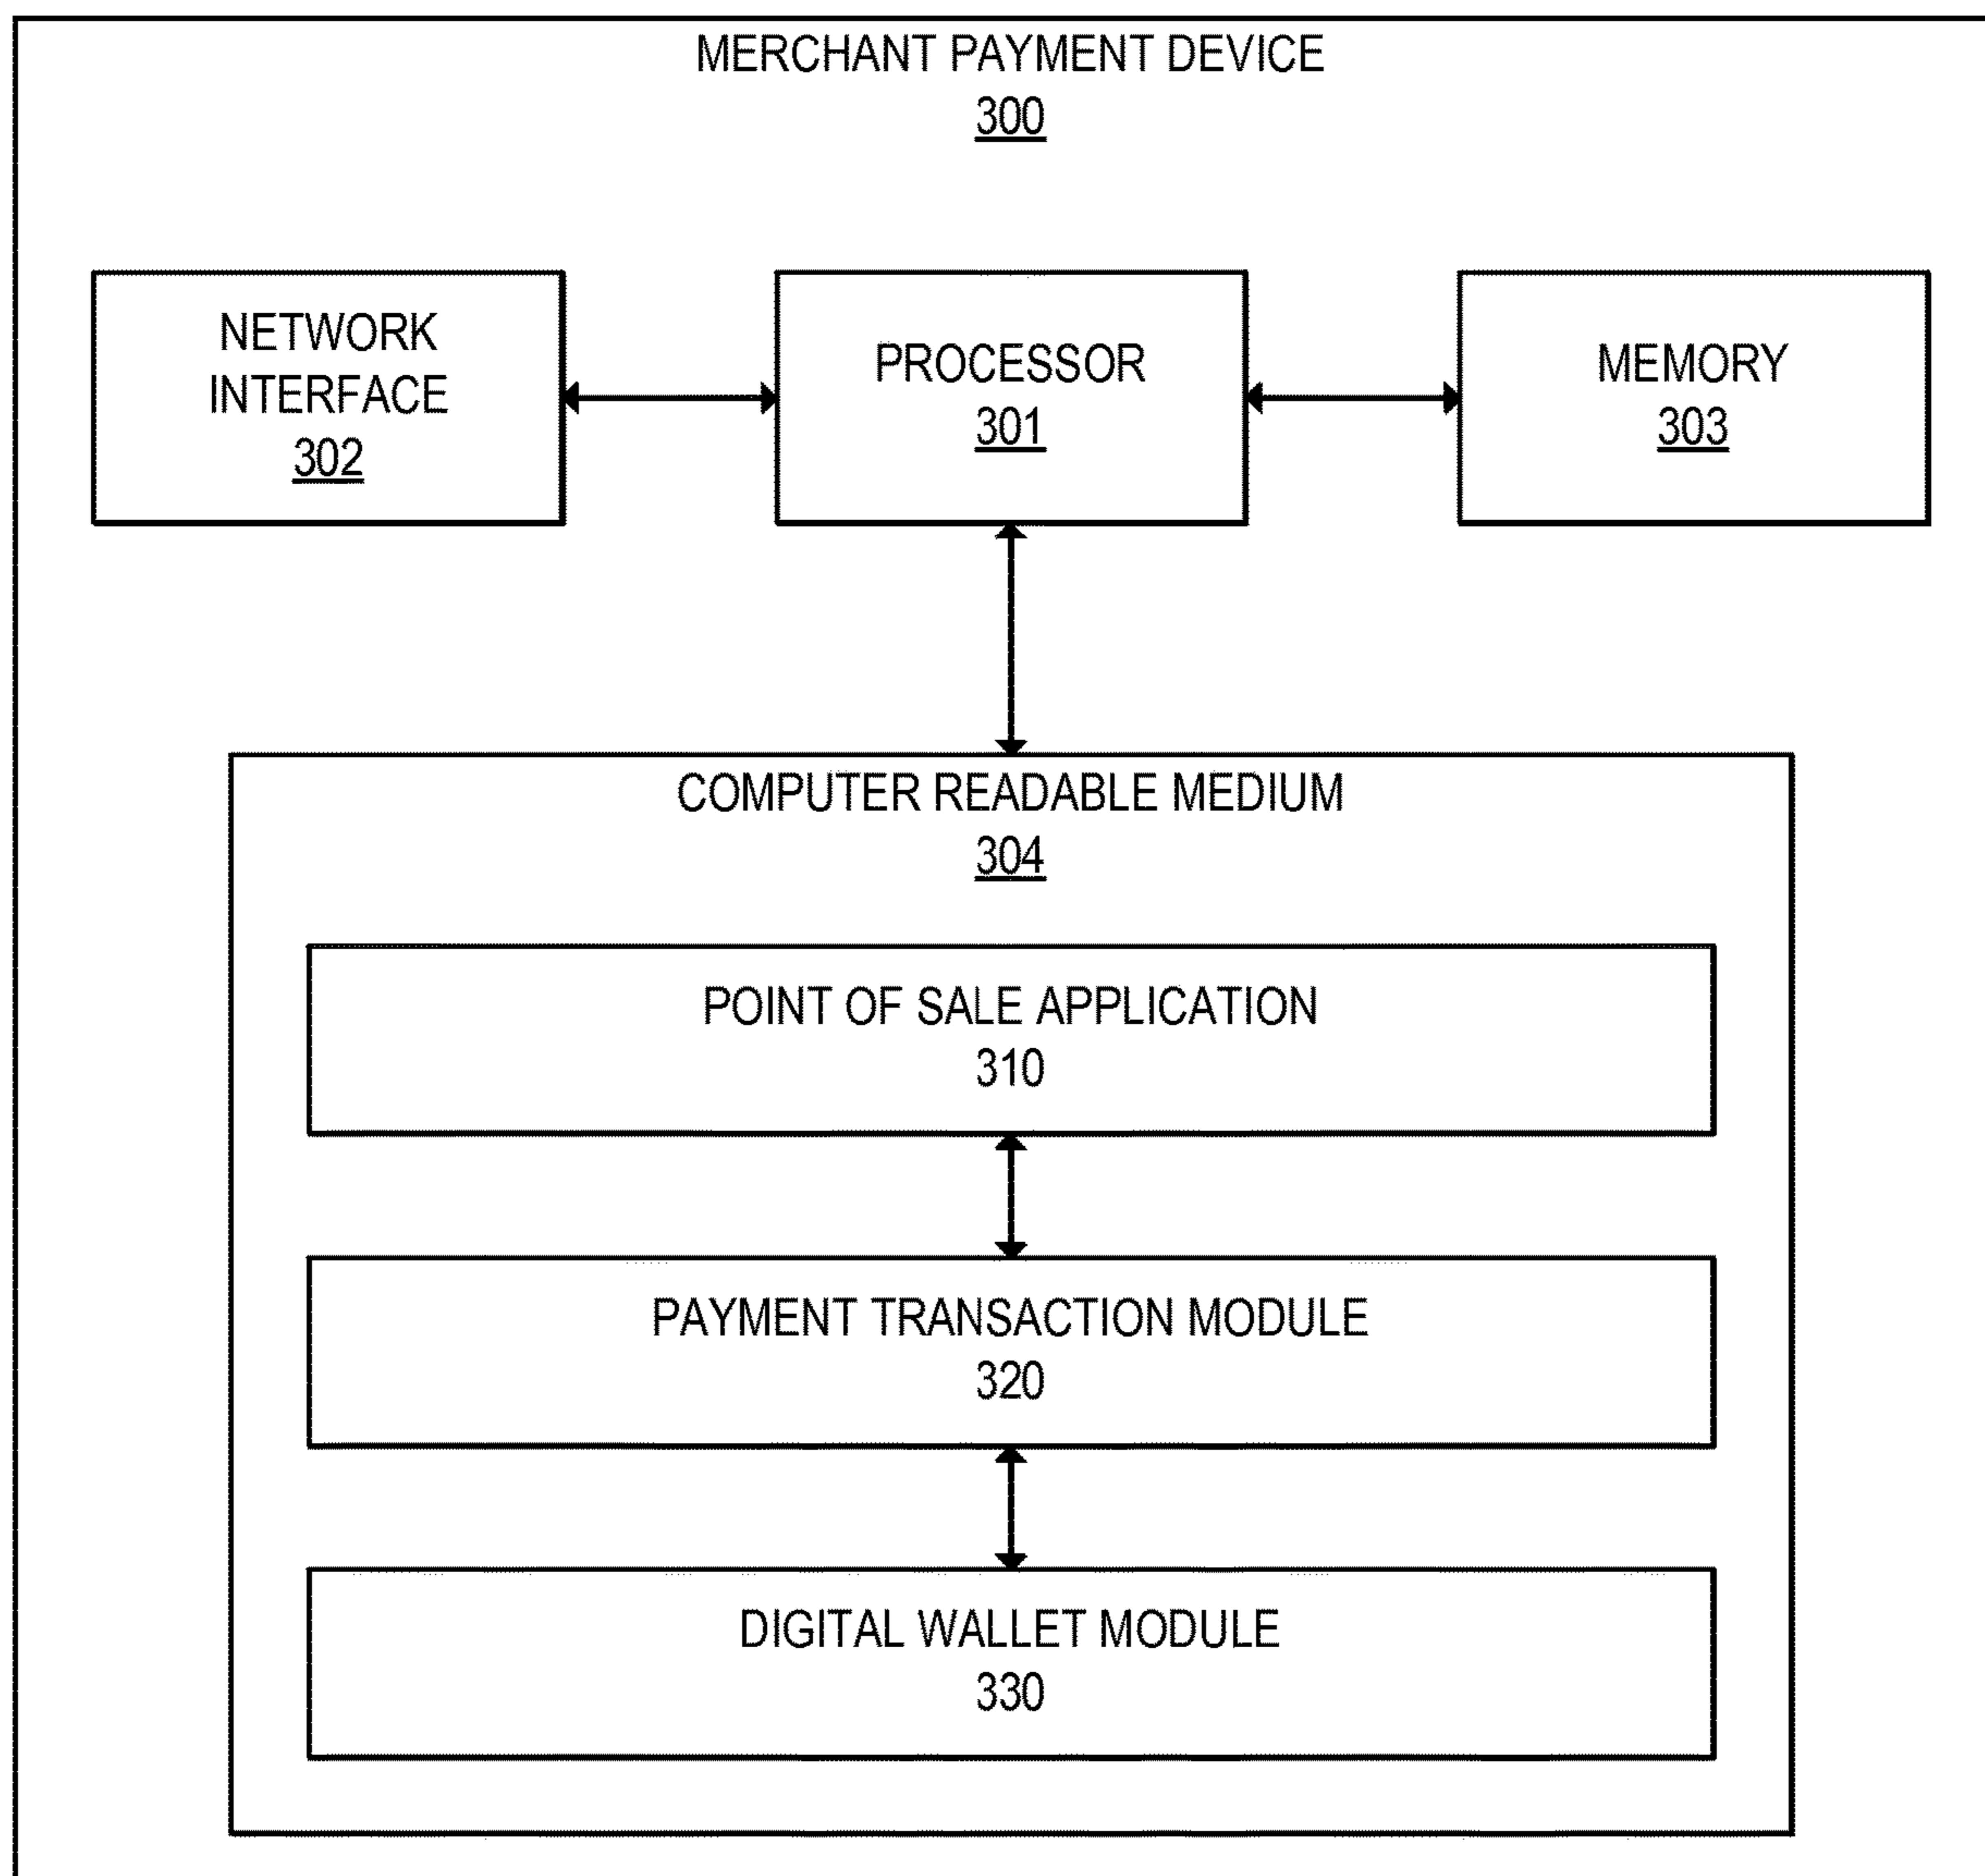 MERCHANT PAYMENT DEVICE
300
NETWORK
INTERFACE
302
PROCESSOR
301
MEMORY
303
COMPUTER READABLE MEDIUM
304
POINT OF SALE APPLICATION
310
PAYMENT TRANSACTION MODULE
320
DIGITAL WALLET MODULE
330